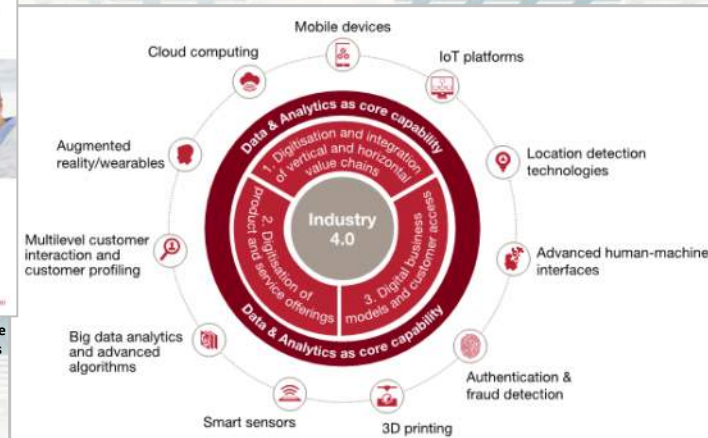 Mobile devices
Cloud computing
IoT platforms
Augmented
reality/wearables
Location detection
technologies
Multilevel customer
interaction and
customer profiling
Advanced human-machine
interfaces
Big data analytics
and advanced
algorithms
Authentication &
fraud detection
Smart sensors
3D printing
Data & Analytics as core capability
1. Digitisation and integration
of vertical and horizontal
value chains
2. Digitisation of
product and service offerings
3. Digital business
models and customer access
Industry
4.0
Data & Analytics as core capability